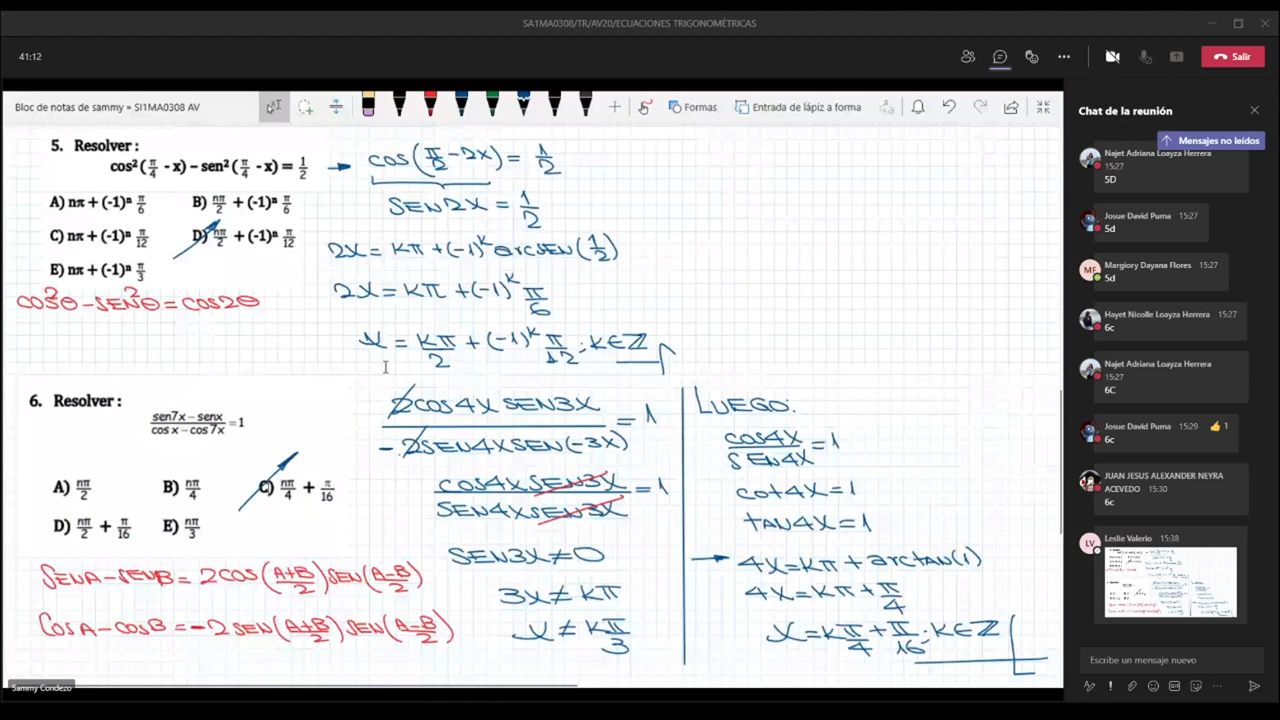 SA1MA0308/TR/AV20/ECUACIONES TRIGONOMÉTRICAS
41:12
Salir
Bloc de notas de sammy = SI1MA0308 AV
Formas
Entrada de lápiz a forma
5. Resolver :
cos²(π/4 - x) – sen²(π/4 - x) = 1/2
A) nπ + (-1)ⁿ π/6
B) nπ/2 + (-1)ⁿ π/6
C) nπ + (-1)ⁿ π/12
D) nπ/2 + (-1)ⁿ π/12
E) nπ + (-1)ⁿ π/3
COS²θ - SEN²θ = COS2θ
→ cos(π/2 - 2x) = 1/2
SEN2X = 1/2
2X = Kπ + (-1)ᴷ arcSEN(1/2)
2X = Kπ + (-1)ᴷ π/6
X = Kπ/2 + (-1)ᴷ π/12 ; K∈ℤ
6. Resolver :
(sen7x – senx)/(cos x – cos 7x) = 1
A) nπ/2
B) nπ/4
C) nπ/4 + π/16
D) nπ/2 + π/16
E) nπ/3
SENA - SENB = 2COS((A+B)/2) SEN((A-B)/2)
COSA - COSB = -2 SEN((A+B)/2) SEN((A-B)/2)
2COS4X SEN3X / -2SEN4X SEN(-3X) = 1
COS4X SEN3X / SEN4X SEN3X = 1
SEN3X ≠ 0
3X ≠ Kπ
X ≠ Kπ/3
LUEGO:
COS4X / SEN4X = 1
cot4X = 1
tAN4X = 1
→ 4X = Kπ + arctan(1)
4X = Kπ + π/4
X = Kπ/4 + π/16 ; K∈ℤ
Sammy Condezo
Chat de la reunión
Mensajes no leídos
Najet Adriana Loayza Herrera
15:27
5D
Josue David Puma 15:27
5d
MF
Margiory Dayana Flores 15:27
5d
Hayet Nicolle Loayza Herrera 15:27
6c
Najet Adriana Loayza Herrera
15:27
6C
Josue David Puma 15:29 1
6c
JUAN JESUS ALEXANDER NEYRA
ACEVEDO 15:30
6c
LV
Leslie Valerio 15:38
Escribe un mensaje nuevo
GIF